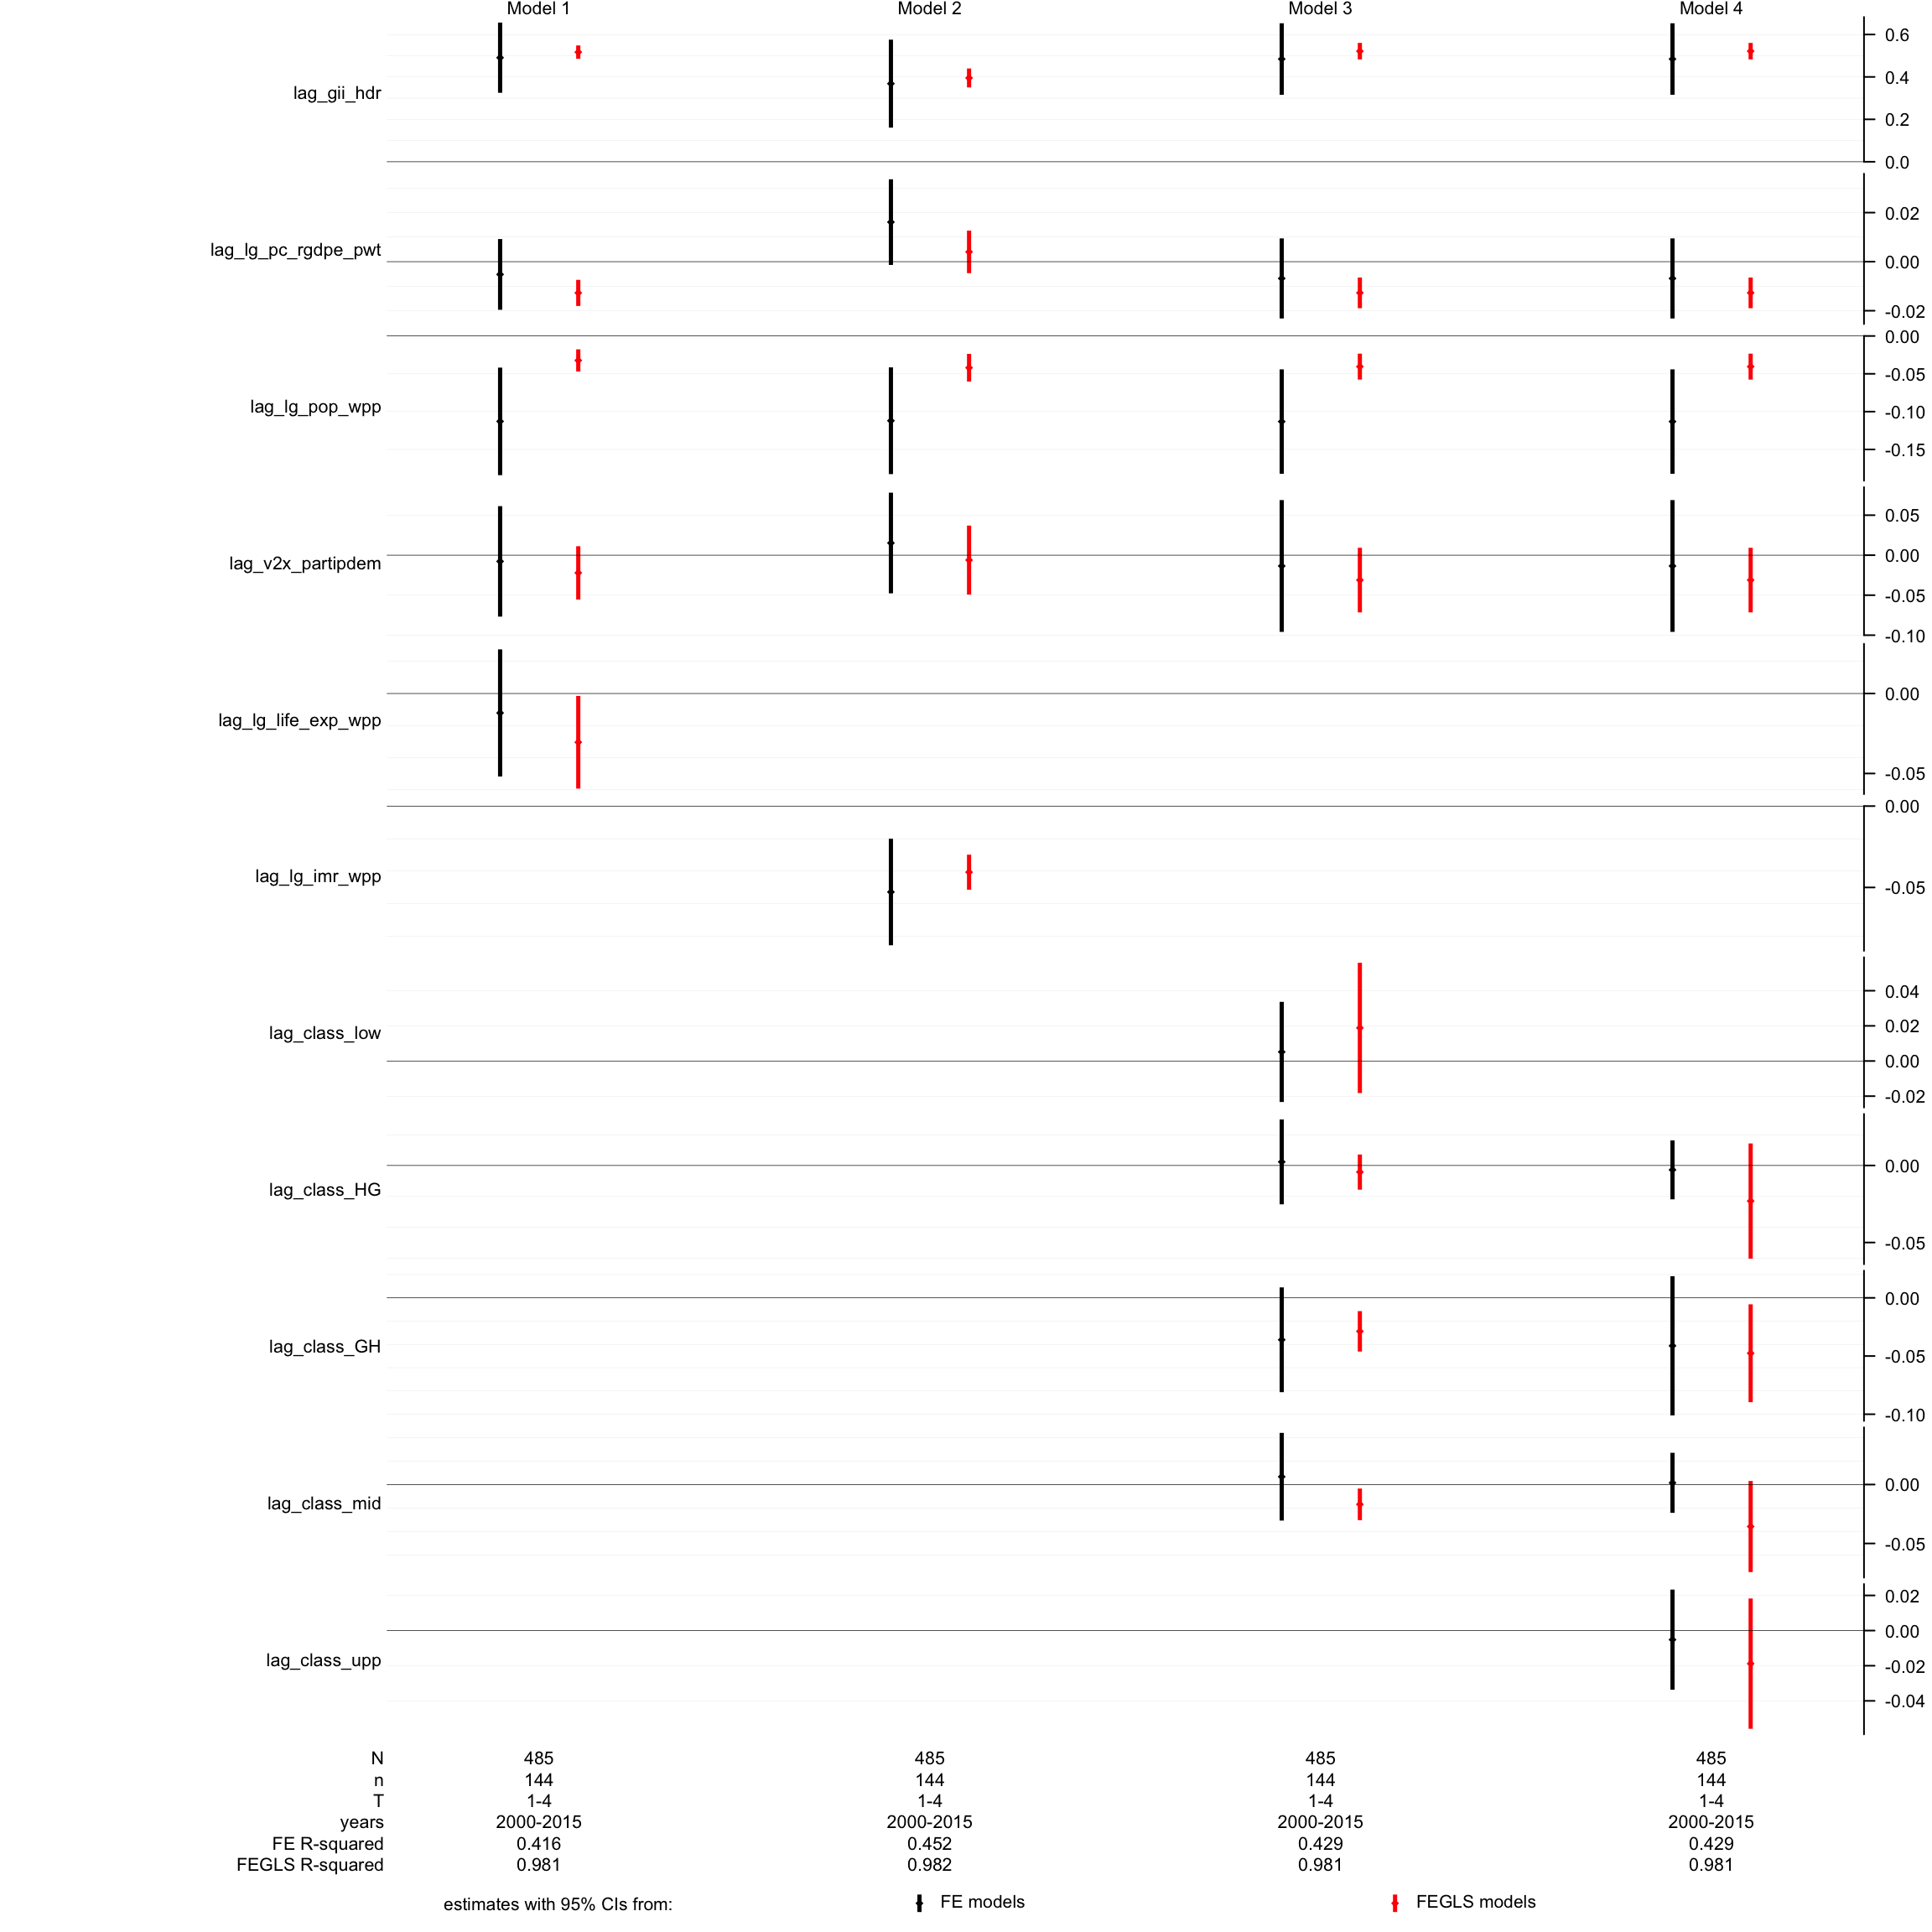 Model 1 Model 2 Model 3 Model 4
lag_gii_hdr
0.6
0.4
0.2
0.0
lag_lg_pc_rgdpe_pwt
0.02
0.00
-0.02
lag_lg_pop_wpp
0.00
-0.05
-0.10
-0.15
lag_v2x_partipdem
0.05
0.00
-0.05
-0.10
lag_lg_life_exp_wpp
0.00
-0.05
lag_lg_imr_wpp
0.00
-0.05
lag_class_low
0.04
0.02
0.00
-0.02
lag_class_HG
0.00
-0.05
lag_class_GH
0.00
-0.05
-0.10
lag_class_mid
0.00
-0.05
lag_class_upp
0.02
0.00
-0.02
-0.04
N 485 485 485 485
n 144 144 144 144
T 1-4 1-4 1-4 1-4
years 2000-2015 2000-2015 2000-2015 2000-2015
FE R-squared 0.416 0.452 0.429 0.429
FEGLS R-squared 0.981 0.982 0.981 0.981
estimates with 95% CIs from: FE models FEGLS models